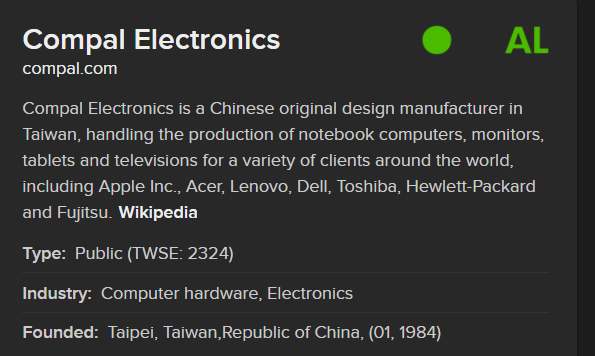 Compal Electronics
AL
compal.com
Compal Electronics is a Chinese original design manufacturer in
Taiwan, handling the production of notebook computers, monitors,
tablets and televisions for a variety of clients around the world,
including Apple Inc., Acer, Lenovo, Dell, Toshiba, Hewlett-Packard
and Fujitsu. Wikipedia
Type: Public (TWSE: 2324)
Industry: Computer hardware, Electronics
Founded: Taipei, Taiwan,Republic of China, (01, 1984)